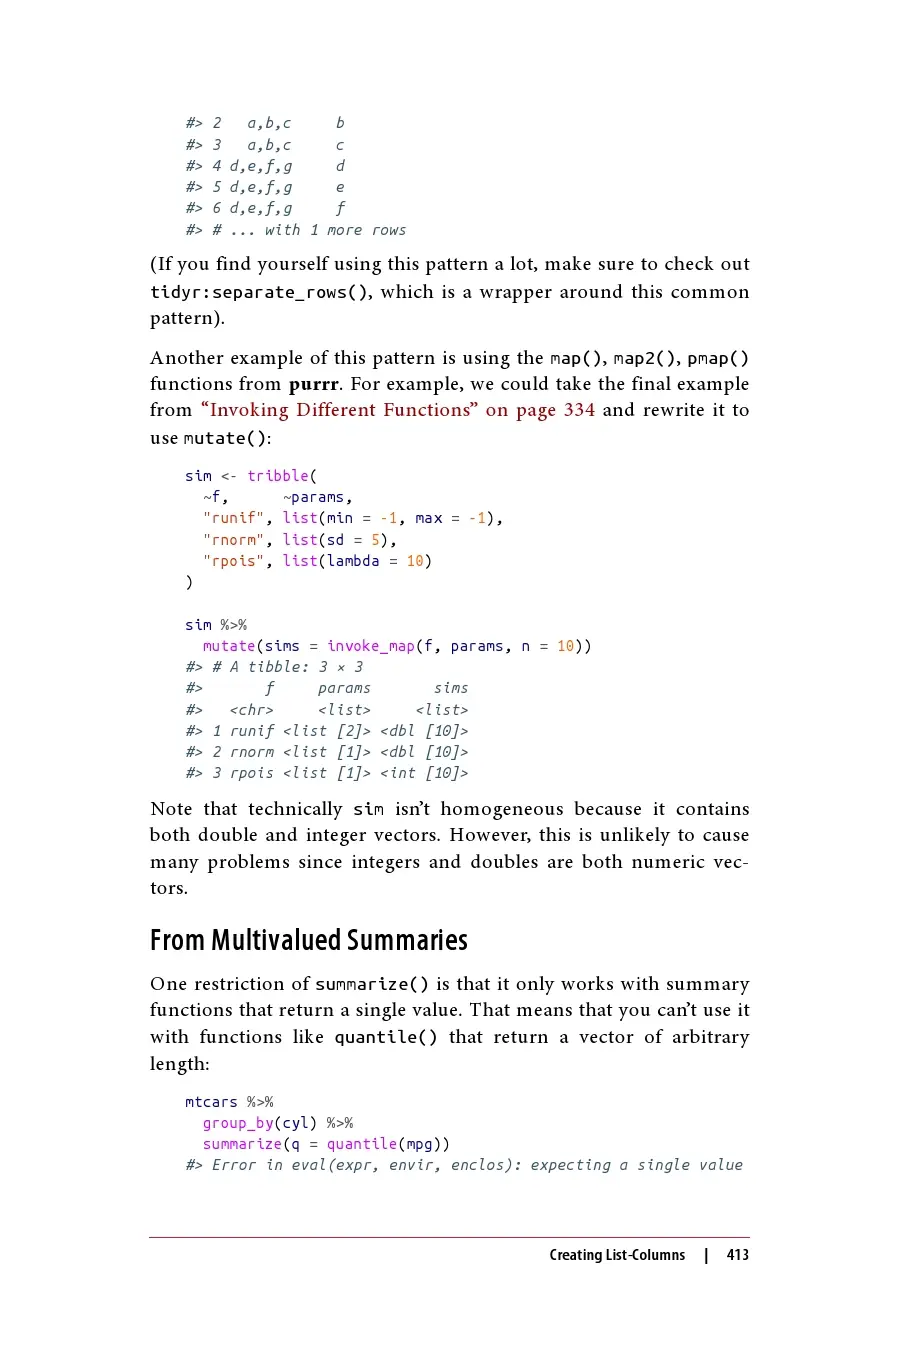 #> 2   a,b,c     b
#> 3   a,b,c     c
#> 4 d,e,f,g     d
#> 5 d,e,f,g     e
#> 6 d,e,f,g     f
#> # ... with 1 more rows
(If you find yourself using this pattern a lot, make sure to check out
tidyr:separate_rows(), which is a wrapper around this common
pattern).
Another example of this pattern is using the map(), map2(), pmap()
functions from purrr. For example, we could take the final example
from “Invoking Different Functions” on page 334 and rewrite it to
use mutate():
sim <- tribble(
  ~f,      ~params,
  "runif", list(min = -1, max = -1),
  "rnorm", list(sd = 5),
  "rpois", list(lambda = 10)
)
sim %>%
  mutate(sims = invoke_map(f, params, n = 10))
#> # A tibble: 3 × 3
#>       f     params       sims
#>   <chr>     <list>     <list>
#> 1 runif <list [2]> <dbl [10]>
#> 2 rnorm <list [1]> <dbl [10]>
#> 3 rpois <list [1]> <int [10]>
Note that technically sim isn’t homogeneous because it contains
both double and integer vectors. However, this is unlikely to cause
many problems since integers and doubles are both numeric vec-
tors.
From Multivalued Summaries
One restriction of summarize() is that it only works with summary
functions that return a single value. That means that you can’t use it
with functions like quantile() that return a vector of arbitrary
length:
mtcars %>%
  group_by(cyl) %>%
  summarize(q = quantile(mpg))
#> Error in eval(expr, envir, enclos): expecting a single value
Creating List-Columns | 413